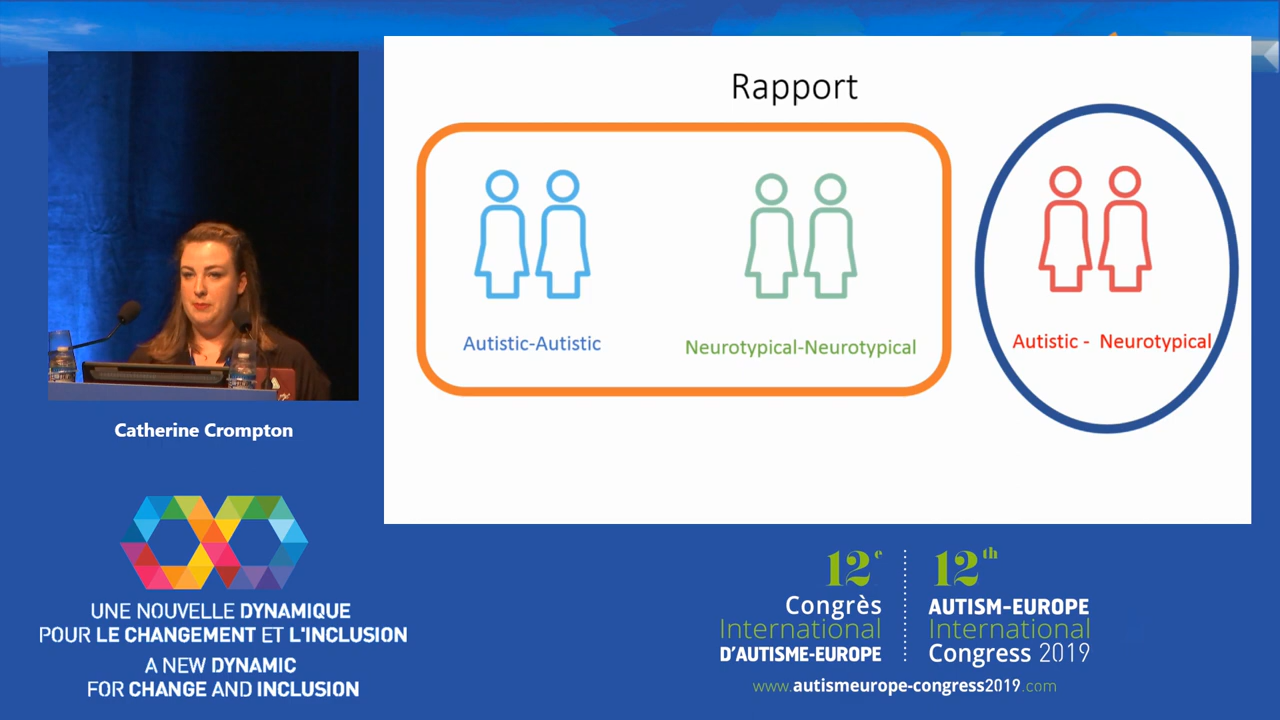 Rapport
Autistic-Autistic
Neurotypical-Neurotypical
Autistic - Neurotypical
Catherine Crompton
UNE NOUVELLE DYNAMIQUE
POUR LE CHANGEMENT ET L'INCLUSION
A NEW DYNAMIC
FOR CHANGE AND INCLUSION
12e
Congrès
International
D'AUTISME-EUROPE
12th
AUTISM-EUROPE
International
Congress 2019
www.autismeurope-congress2019.com